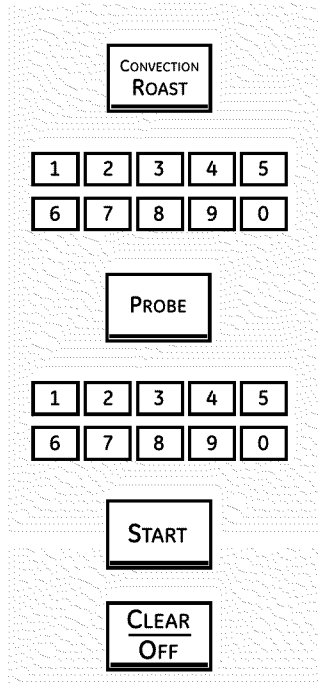 CONVECTION
ROAST
1 2 3 4 5
6 7 8 9 0
PROBE
1 2 3 4 5
6 7 8 9 0
START
CLEAR
OFF